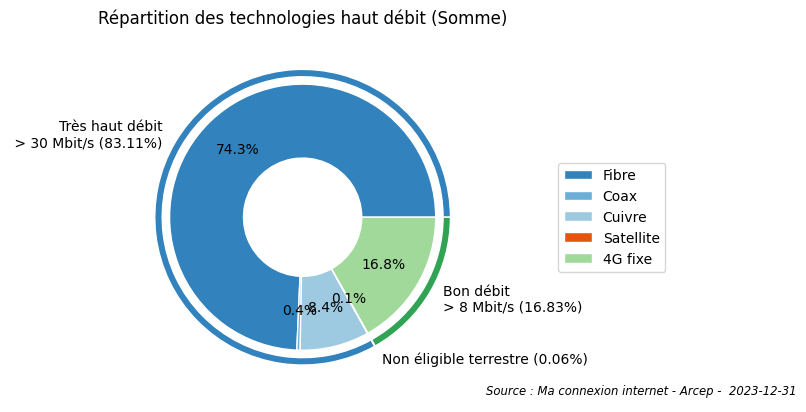 Répartition des technologies haut débit (Somme)
Très haut débit
> 30 Mbit/s (83.11%)
74.3%
16.8%
0.1%
8.4%
0.4%
Bon débit
> 8 Mbit/s (16.83%)
Non éligible terrestre (0.06%)
Fibre
Coax
Cuivre
Satellite
4G fixe
Source : Ma connexion internet - Arcep -  2023-12-31